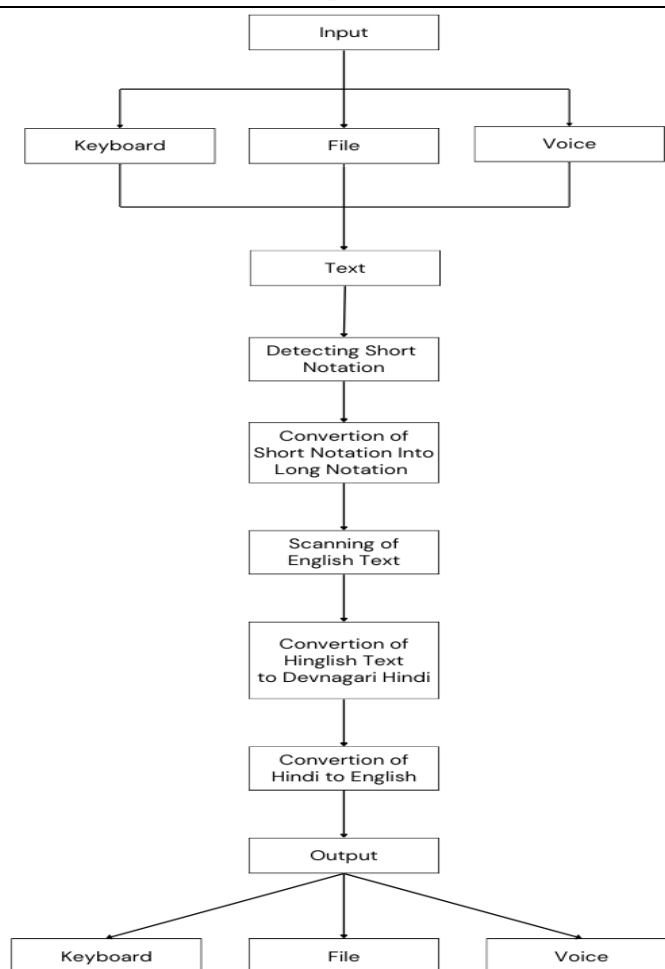 Input
Keyboard
File
Voice
Text
Detecting Short
Notation
Convertion of
Short Notation Into
Long Notation
Scanning of
English Text
Convertion of
Hinglish Text
to Devnagari Hindi
Convertion of
Hindi to English
Output
Keyboard
File
Voice